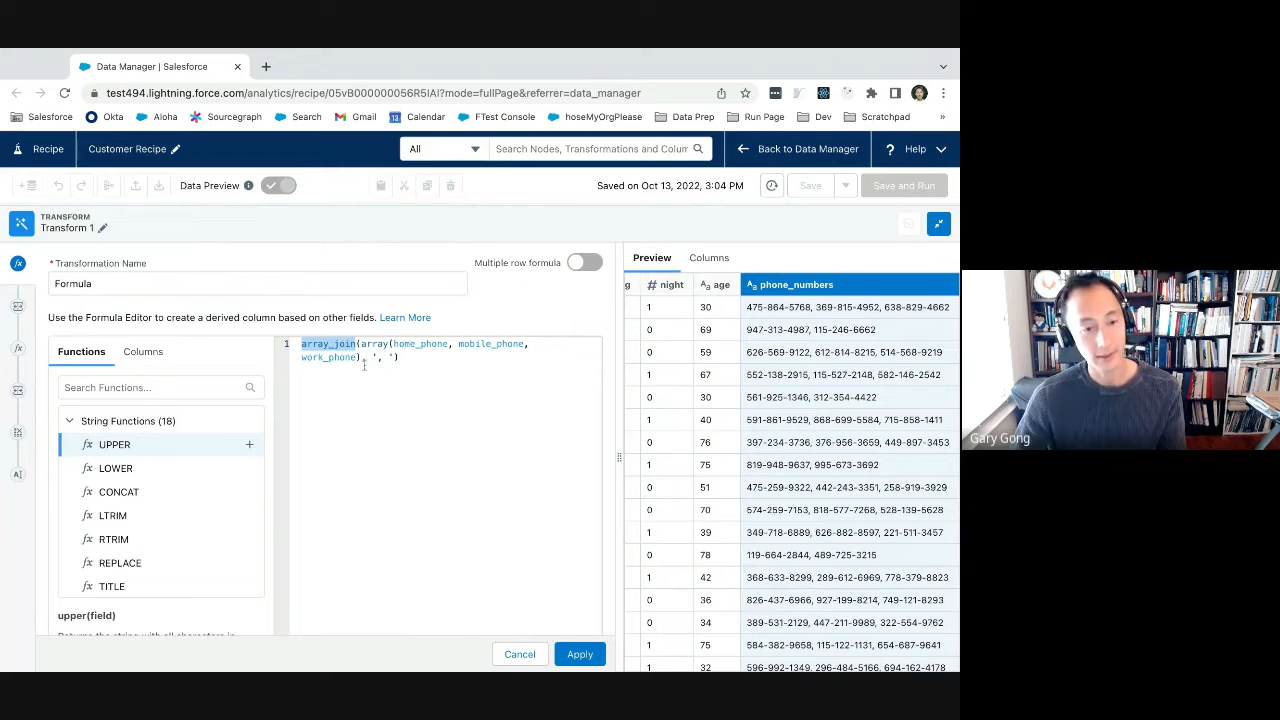 Data Manager | Salesforce
test494.lightning.force.com/analytics/recipe/05vB000000056R5IAI?mode=fullPage&referrer=data_manager
Salesforce Okta Aloha Sourcegraph Search Gmail Calendar FTest Console hoseMyOrgPlease Data Prep Run Page Dev Scratchpad »
Recipe Customer Recipe All Search Nodes, Transformations and Colum Back to Data Manager ? Help
Data Preview Saved on Oct 13, 2022, 3:04 PM Save Save and Run
TRANSFORM
Transform 1
* Transformation Name
Multiple row formula
Formula
Use the Formula Editor to create a derived column based on other fields. Learn More
Functions Columns
Search Functions...
String Functions (18)
fx UPPER +
fx LOWER
fx CONCAT
fx LTRIM
fx RTRIM
fx REPLACE
fx TITLE
upper(field)
1 array_join(array(home_phone, mobile_phone,
work_phone), ', ')
Cancel Apply
Preview Columns
g # night Aa age Aa phone_numbers
1 30 475-864-5768, 369-815-4952, 638-829-4662
0 69 947-313-4987, 115-246-6662
0 59 626-569-9122, 612-814-8215, 514-568-9219
1 67 552-138-2915, 115-527-2148, 582-146-2542
0 30 561-925-1346, 312-354-4422
1 40 591-861-9529, 868-699-5584, 715-858-1411
0 76 397-234-3736, 376-956-3659, 449-897-3453
1 75 819-948-9637, 995-673-3692
0 51 475-259-9322, 442-243-3351, 258-919-3929
0 70 574-259-7153, 818-577-7268, 528-139-5628
1 39 349-718-6889, 626-882-8597, 221-511-3457
0 78 119-664-2844, 489-725-3215
1 42 368-633-8299, 289-612-6969, 778-379-8823
0 36 826-437-6966, 927-199-8214, 749-121-8293
0 34 389-531-2129, 447-211-9989, 322-554-9762
1 75 584-382-9658, 115-122-1131, 654-687-9641
1 32 596-992-1349, 296-484-5166, 694-162-4178
Gary Gong